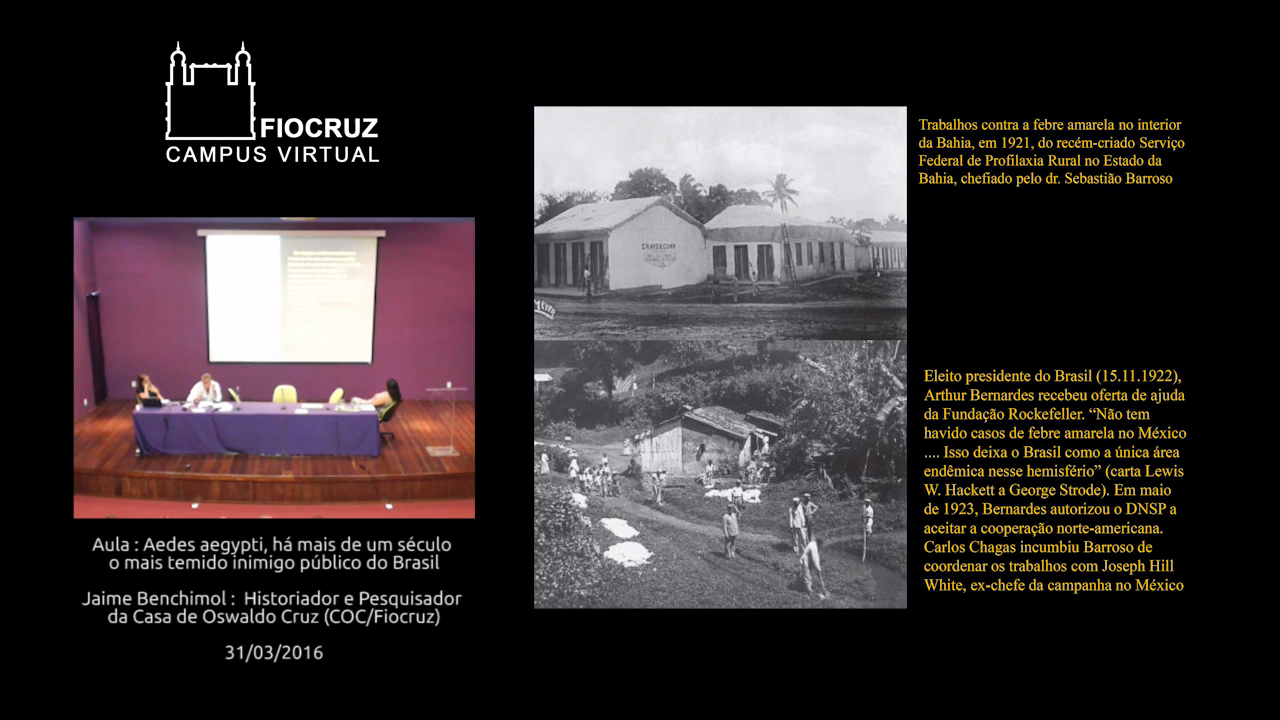 FIOCRUZ
CAMPUS VIRTUAL
Aula : Aedes aegypti, há mais de um século
o mais temido inimigo público do Brasil
Jaime Benchimol : Historiador e Pesquisador
da Casa de Oswaldo Cruz (COC/Fiocruz)
31/03/2016
Trabalhos contra a febre amarela no interior
da Bahia, em 1921, do recém-criado Serviço
Federal de Profilaxia Rural no Estado da
Bahia, chefiado pelo dr. Sebastião Barroso
Eleito presidente do Brasil (15.11.1922),
Arthur Bernardes recebeu oferta de ajuda
da Fundação Rockefeller. “Não tem
havido casos de febre amarela no México
.... Isso deixa o Brasil como a única área
endêmica nesse hemisfério” (carta Lewis
W. Hackett a George Strode). Em maio
de 1923, Bernardes autorizou o DNSP a
aceitar a cooperação norte-americana.
Carlos Chagas incumbiu Barroso de
coordenar os trabalhos com Joseph Hill
White, ex-chefe da campanha no México